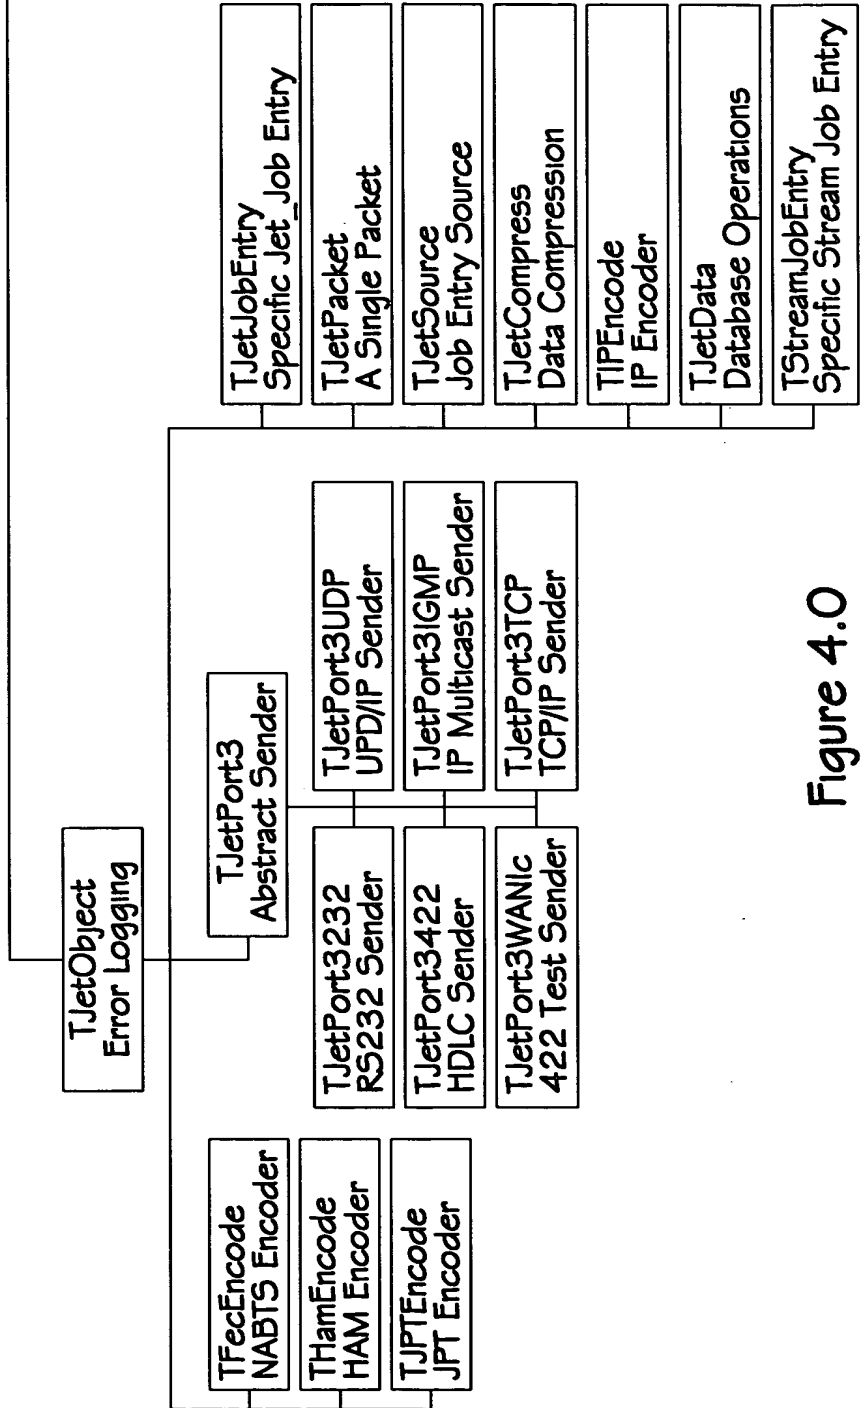 TJetObject
Error Logging
TFecEncode
NABTS Encoder
THamEncode
HAM Encoder
TJPTEncode
JPT Encoder
TJetPort3
Abstract Sender
TJetPort3232
RS232 Sender
TJetPort3UDP
UPD/IP Sender
TJetPort3422
HDLC Sender
TJetPort3IGMP
IP Multicast Sender
TJetPort3WANIC
422 Test Sender
TJetPort3TCP
TCP/IP Sender
TJetJobEntry
Specific Jet_Job Entry
TJetPacket
A Single Packet
TJetSource
Job Entry Source
TJetCompress
Data Compression
TIPEncode
IP Encoder
TJetData
Database Operations
TStreamJobEntry
Specific Stream Job Entry
Figure 4.0